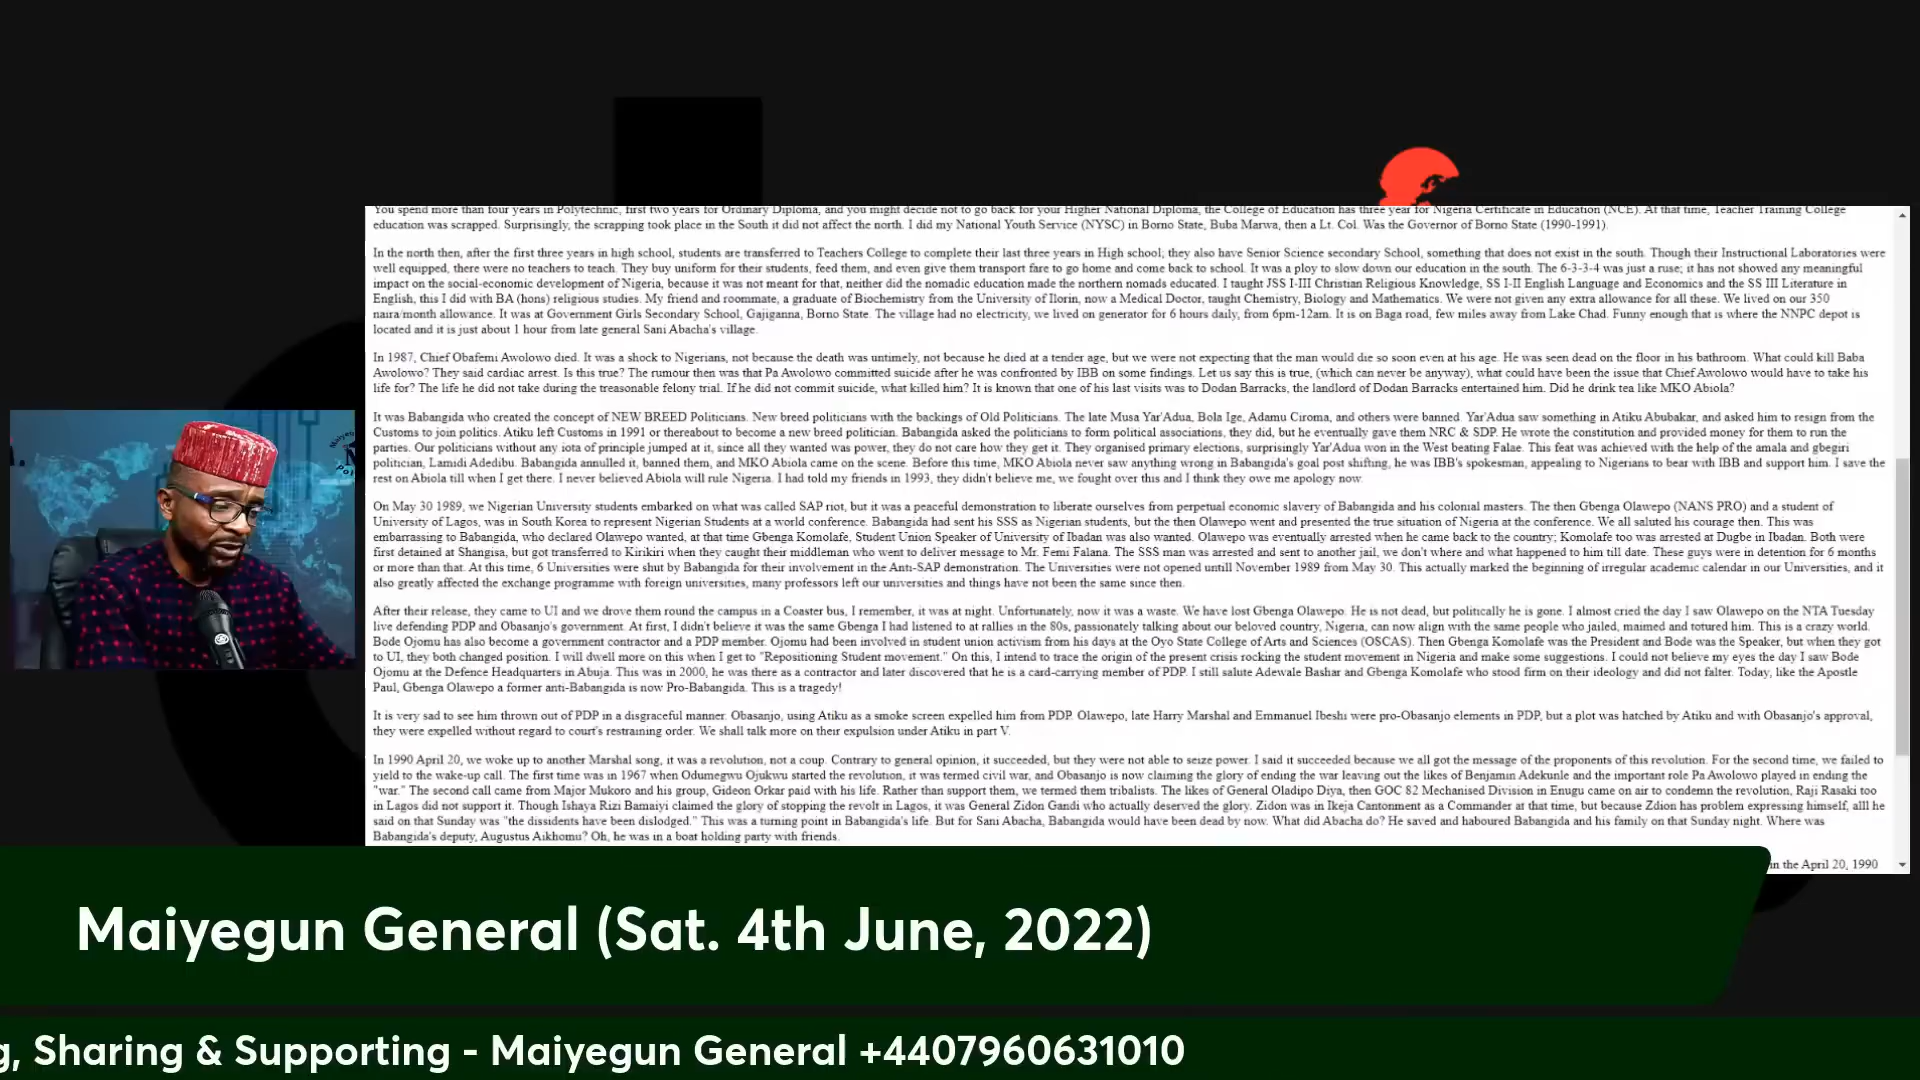 You spend more than four years in Polytechnic, first two years for Ordinary Diploma, and you might decide not to go back for your Higher National Diploma, the College of Education has three year for Nigeria Certificate in Education (NCE). At that time, Teacher Training College
education was scrapped. Surprisingly, the scrapping took place in the South it did not affect the north. I did my National Youth Service (NYSC) in Borno State, Buba Marwa, then a Lt. Col. Was the Governor of Borno State (1990-1991).
In the north then, after the first three years in high school, students are transferred to Teachers College to complete their last three years in High school; they also have Senior Science secondary School, something that does not exist in the south. Though their Instructional Laboratories were
well equipped, there were no teachers to teach. They buy uniform for their students, feed them, and even give them transport fare to go home and come back to school. It was a ploy to slow down our education in the south. The 6-3-3-4 was just a ruse; it has not showed any meaningful
impact on the social-economic development of Nigeria, because it was not meant for that, neither did the nomadic education made the northern nomads educated. I taught JSS I-III Christian Religious Knowledge, SS I-II English Language and Economics and the SS III Literature in
English, this I did with BA (hons) religious studies. My friend and roommate, a graduate of Biochemistry from the University of Ilorin, now a Medical Doctor, taught Chemistry, Biology and Mathematics. We were not given any extra allowance for all these. We lived on our 350
naira/month allowance. It was at Government Girls Secondary School, Gajiganna, Borno State. The village had no electricity, we lived on generator for 6 hours daily, from 6pm-12am. It is on Baga road, few miles away from Lake Chad. Funny enough that is where the NNPC depot is
located and it is just about 1 hour from late general Sani Abacha's village.
In 1987, Chief Obafemi Awolowo died. It was a shock to Nigerians, not because the death was untimely, not because he died at a tender age, but we were not expecting that the man would die so soon even at his age. He was seen dead on the floor in his bathroom. What could kill Baba
Awolowo? They said cardiac arrest. Is this true? The rumour then was that Pa Awolowo committed suicide after he was confronted by IBB on some findings. Let us say this is true, (which can never be anyway), what could have been the issue that Chief Awolowo would have to take his
life for? The life he did not take during the treasonable felony trial. If he did not commit suicide, what killed him? It is known that one of his last visits was to Dodan Barracks, the landlord of Dodan Barracks entertained him. Did he drink tea like MKO Abiola?
It was Babangida who created the concept of NEW BREED Politicians. New breed politicians with the backings of Old Politicians. The late Musa Yar'Adua, Bola Ige, Adamu Ciroma, and others were banned. Yar'Adua saw something in Atiku Abubakar, and asked him to resign from the
Customs to join politics. Atiku left Customs in 1991 or thereabout to become a new breed politician. Babangida asked the politicians to form political associations, they did, but he eventually gave them NRC & SDP. He wrote the constitution and provided money for them to run the
parties. Our politicians without any iota of principle jumped at it, since all they wanted was power, they do not care how they get it. They organised primary elections, surprisingly Yar'Adua won in the West beating Falae. This feat was achieved with the help of the amala and gbegiri
politician, Lamidi Adedibu. Babangida annulled it, banned them, and MKO Abiola came on the scene. Before this time, MKO Abiola never saw anything wrong in Babangida's goal post shifting, he was IBB's spokesman, appealing to Nigerians to bear with IBB and support him. I save the
rest on Abiola till when I get there. I never believed Abiola will rule Nigeria. I had told my friends in 1993, they didn't believe me, we fought over this and I think they owe me apology now.
On May 30 1989, we Nigerian University students embarked on what was called SAP riot, but it was a peaceful demonstration to liberate ourselves from perpetual economic slavery of Babangida and his colonial masters. The then Gbenga Olawepo (NANS PRO) and a student of
University of Lagos, was in South Korea to represent Nigerian Students at a world conference. Babangida had sent his SSS as Nigerian students, but the then Olawepo went and presented the true situation of Nigeria at the conference. We all saluted his courage then. This was
embarrassing to Babangida, who declared Olawepo wanted, at that time Gbenga Komolafe, Student Union Speaker of University of Ibadan was also wanted. Olawepo was eventually arrested when he came back to the country; Komolafe too was arrested at Dugbe in Ibadan. Both were
first detained at Shangisa, but got transferred to Kirikiri when they caught their middleman who went to deliver message to Mr. Femi Falana. The SSS man was arrested and sent to another jail, we don't where and what happened to him till date. These guys were in detention for 6 months
or more than that. At this time, 6 Universities were shut by Babangida for their involvement in the Anti-SAP demonstration. The Universities were not opened untill November 1989 from May 30. This actually marked the beginning of irregular academic calendar in our Universities, and it
also greatly affected the exchange programme with foreign universities, many professors left our universities and things have not been the same since then.
After their release, they came to UI and we drove them round the campus in a Coaster bus, I remember, it was at night. Unfortunately, now it was a waste. We have lost Gbenga Olawepo. He is not dead, but politically he is gone. I almost cried the day I saw Olawepo on the NTA Tuesday
live defending PDP and Obasanjo's government. At first, I didn't believe it was the same Gbenga I had listened to at rallies in the 80s, passionately talking about our beloved country, Nigeria, can now align with the same people who jailed, maimed and totured him. This is a crazy world.
Bode Ojomu has also become a government contractor and a PDP member. Ojomu had been involved in student union activism from his days at the Oyo State College of Arts and Sciences (OSCAS). Then Gbenga Komolafe was the President and Bode was the Speaker, but when they got
to UI, they both changed position. I will dwell more on this when I get to "Repositioning Student movement." On this, I intend to trace the origin of the present crisis rocking the student movement in Nigeria and make some suggestions. I could not believe my eyes the day I saw Bode
Ojomu at the Defence Headquarters in Abuja. This was in 2000, he was there as a contractor and later discovered that he is a card-carrying member of PDP. I still salute Adewale Bashar and Gbenga Komolafe who stood firm on their ideology and did not falter. Today, like the Apostle
Paul, Gbenga Olawepo a former anti-Babangida is now Pro-Babangida. This is a tragedy!
It is very sad to see him thrown out of PDP in a disgraceful manner. Obasanjo, using Atiku as a smoke screen expelled him from PDP. Olawepo, late Harry Marshal and Emmanuel Ibeshi were pro-Obasanjo elements in PDP, but a plot was hatched by Atiku and with Obasanjo's approval,
they were expelled without regard to court's restraining order. We shall talk more on their expulsion under Atiku in part V.
In 1990 April 20, we woke up to another Marshal song, it was a revolution, not a coup. Contrary to general opinion, it succeeded, but they were not able to seize power. I said it succeeded because we all got the message of the proponents of this revolution. For the second time, we failed to
yield to the wake-up call. The first time was in 1967 when Odumegwu Ojukwu started the revolution, it was termed civil war, and Obasanjo is now claiming the glory of ending the war leaving out the likes of Benjamin Adekunle and the important role Pa Awolowo played in ending the
"war." The second call came from Major Mukoro and his group, Gideon Orkar paid with his life. Rather than support them, we termed them tribalists. The likes of General Oladipo Diya, then GOC 82 Mechanised Division in Enugu came on air to condemn the revolution, Raji Rasaki too
in Lagos did not support it. Though Ishaya Rizi Bamaiyi claimed the glory of stopping the revolt in Lagos, it was General Zidon Gandi who actually deserved the glory. Zidon was in Ikeja Cantonment as a Commander at that time, but because Zdion has problem expressing himself, alll he
said on that Sunday was "the dissidents have been dislodged." This was a turning point in Babangida's life. But for Sani Abacha, Babangida would have been dead by now. What did Abacha do? He saved and haboured Babangida and his family on that Sunday night. Where was
Babangida's deputy, Augustus Aikhomu? Oh, he was in a boat holding party with friends.
in the April 20, 1990
Maiyegun General (Sat. 4th June, 2022)
g, Sharing & Supporting - Maiyegun General +4407960631010